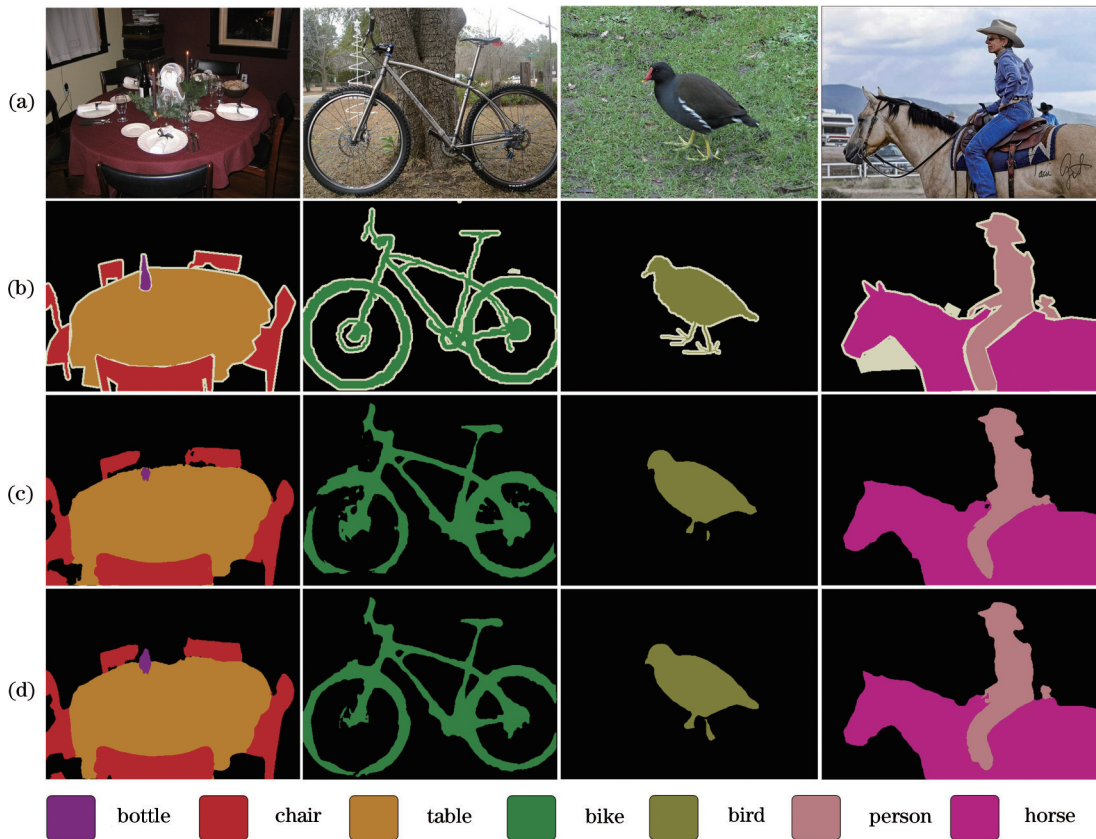 (a)
(b)
(c)
(d)
bottle chair table bike bird person horse